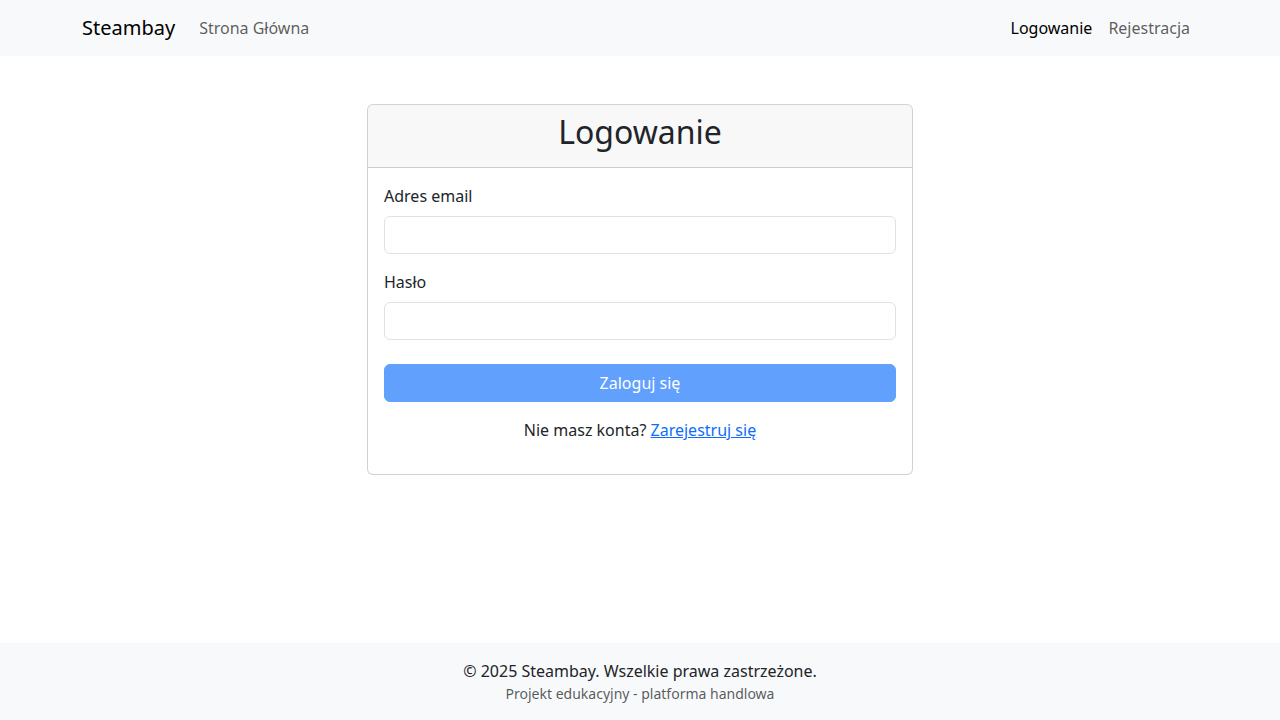 Steambay Strona Główna Logowanie Rejestracja
Logowanie
Adres email
Hasło
Zaloguj się
Nie masz konta? Zarejestruj się
© 2025 Steambay. Wszelkie prawa zastrzeżone.
Projekt edukacyjny - platforma handlowa